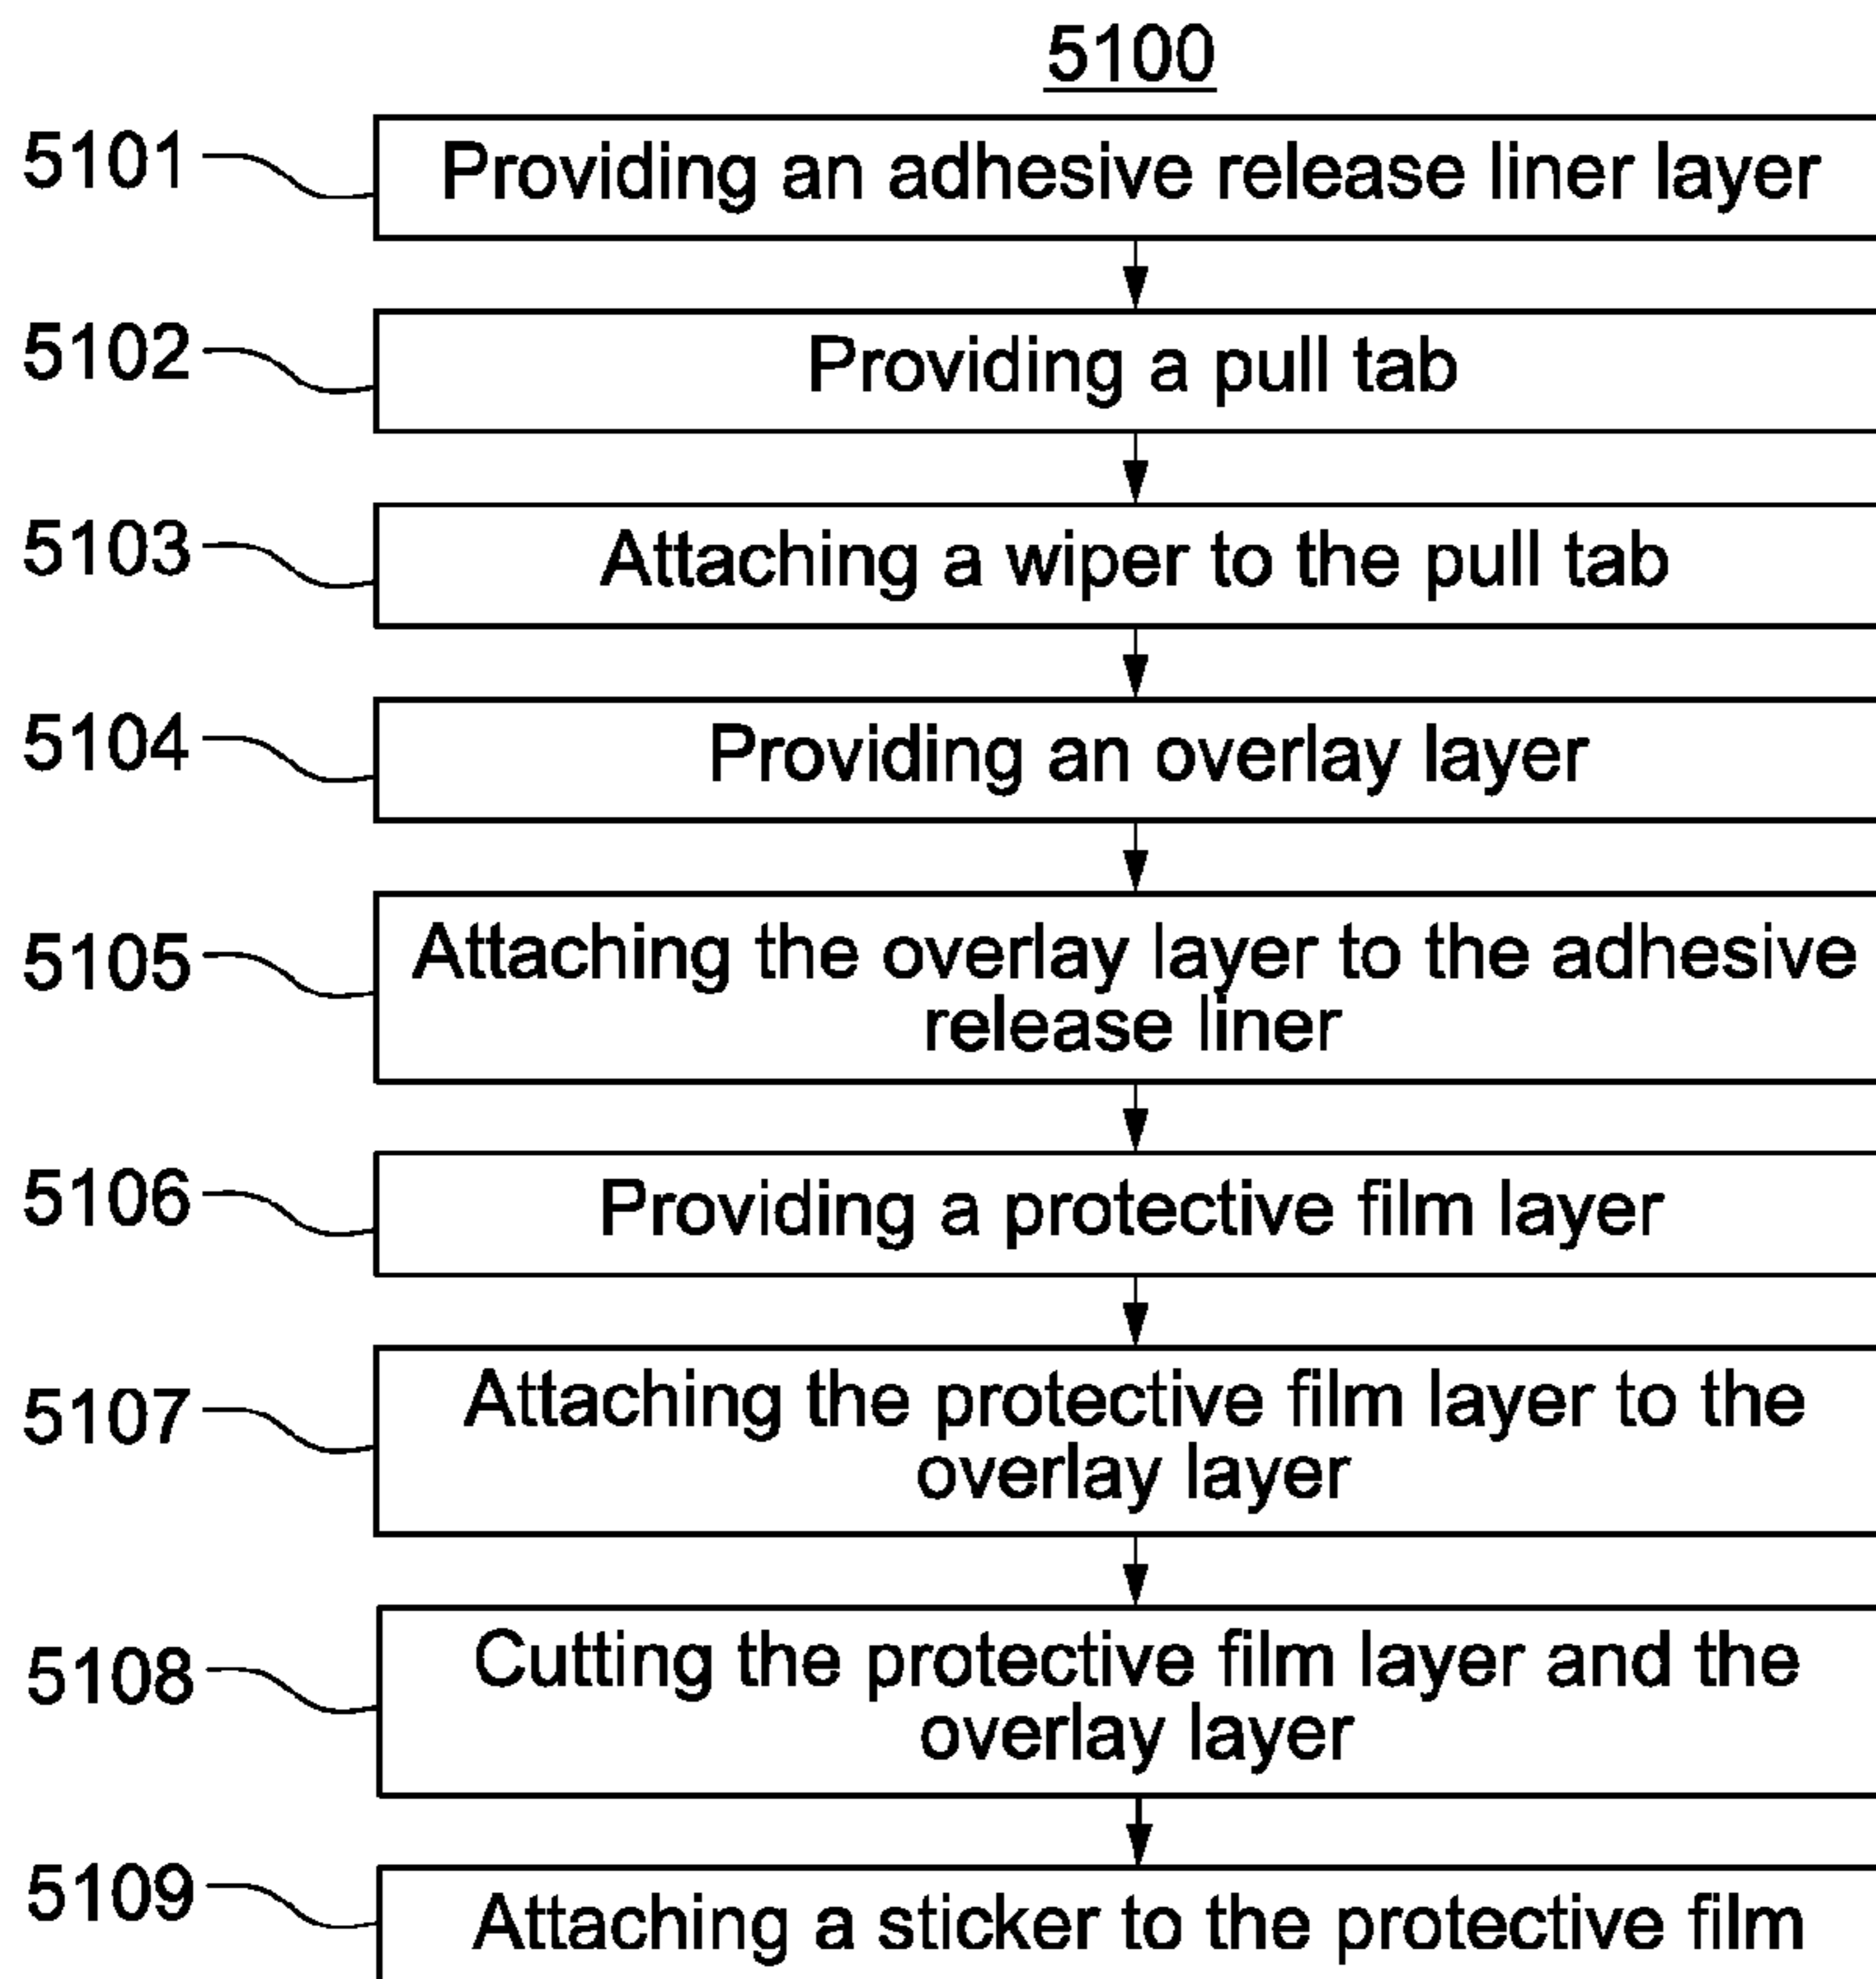 5100
5101 Providing an adhesive release liner layer
5102 Providing a pull tab
5103 Attaching a wiper to the pull tab
5104 Providing an overlay layer
5105 Attaching the overlay layer to the adhesive
release liner
5106 Providing a protective film layer
5107 Attaching the protective film layer to the
overlay layer
5108 Cutting the protective film layer and the
overlay layer
5109 Attaching a sticker to the protective film